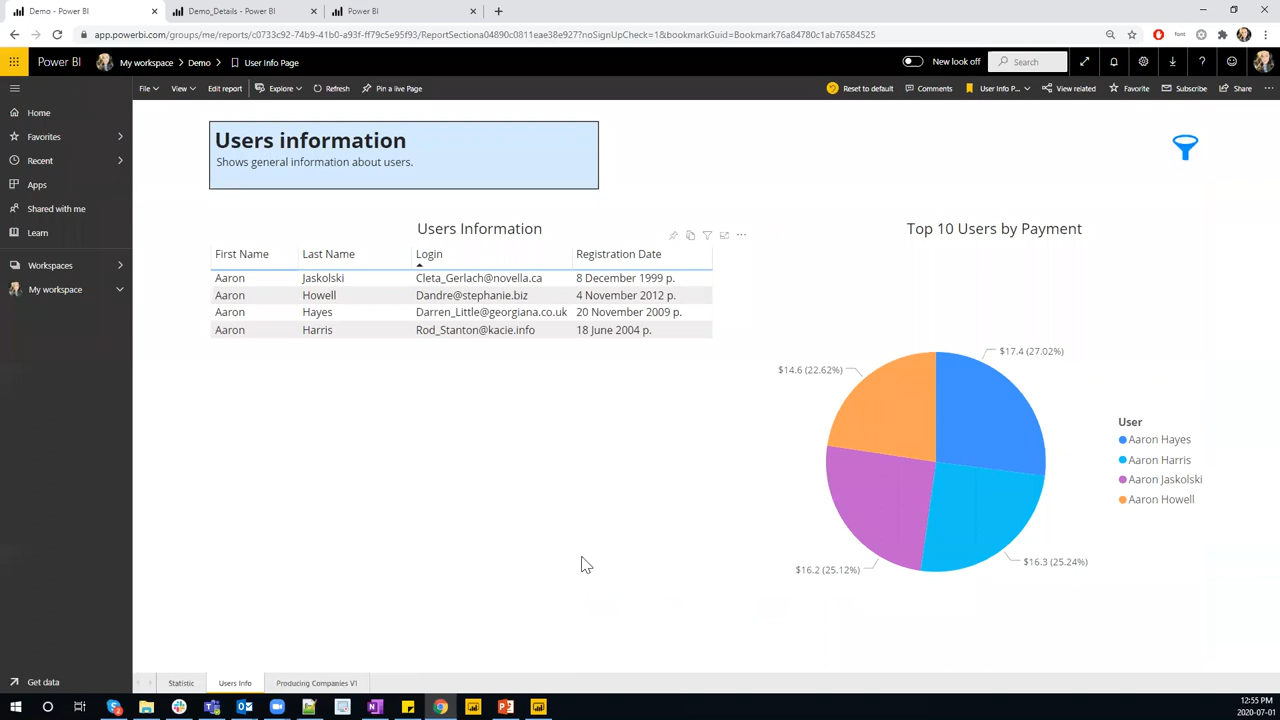 Demo - Power BI
Demo_Details - Power BI
Power BI
app.powerbi.com/groups/me/reports/c0733c92-74b9-41b0-a93f-ff79c5e95f93/ReportSectiona04890c0811eae38e927?noSignUpCheck=1&bookmarkGuid=Bookmark76a84780c1ab76584525
font
Power BI
My workspace > Demo > User Info Page
New look off
Search
File View Edit report Explore Refresh Pin a live Page
Reset to default Comments User Info P... View related Favorite Subscribe Share
Home
Favorites
Recent
Apps
Shared with me
Learn
Workspaces
My workspace
Get data
Users information
Shows general information about users.
Users Information
First Name Last Name Login Registration Date
Aaron Jaskolski Cleta_Gerlach@novella.ca 8 December 1999 р.
Aaron Howell Dandre@stephanie.biz 4 November 2012 р.
Aaron Hayes Darren_Little@georgiana.co.uk 20 November 2009 р.
Aaron Harris Rod_Stanton@kacie.info 18 June 2004 р.
Top 10 Users by Payment
$17.4 (27.02%)
$14.6 (22.62%)
$16.2 (25.12%)
$16.3 (25.24%)
User
Aaron Hayes
Aaron Harris
Aaron Jaskolski
Aaron Howell
Statistic Users Info Producing Companies V1
12:55 PM
2020-07-01